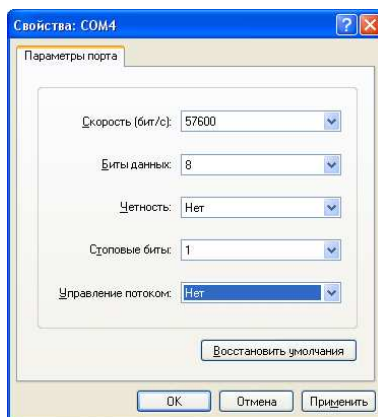 Свойства: COM4
Параметры порта
Скорость (бит/с): 57600
Биты данных: 8
Четность: Нет
Стоповые биты: 1
Управление потоком: Нет
Восстановить умолчания
OK Отмена Применить